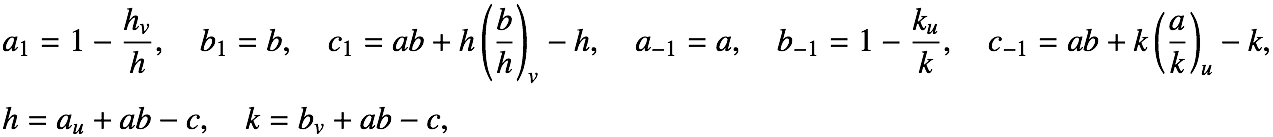 $a_1 = 1 - \frac{h_v}{h}, \quad b_1 = b, \quad c_1 = ab + h\left(\frac{b}{h}\right)_v - h, \quad a_{-1} = a, \quad b_{-1} = 1 - \frac{k_u}{k}, \quad c_{-1} = ab + k\left(\frac{a}{k}\right)_u - k,$
$h = a_u + ab - c, \quad k = b_v + ab - c,$